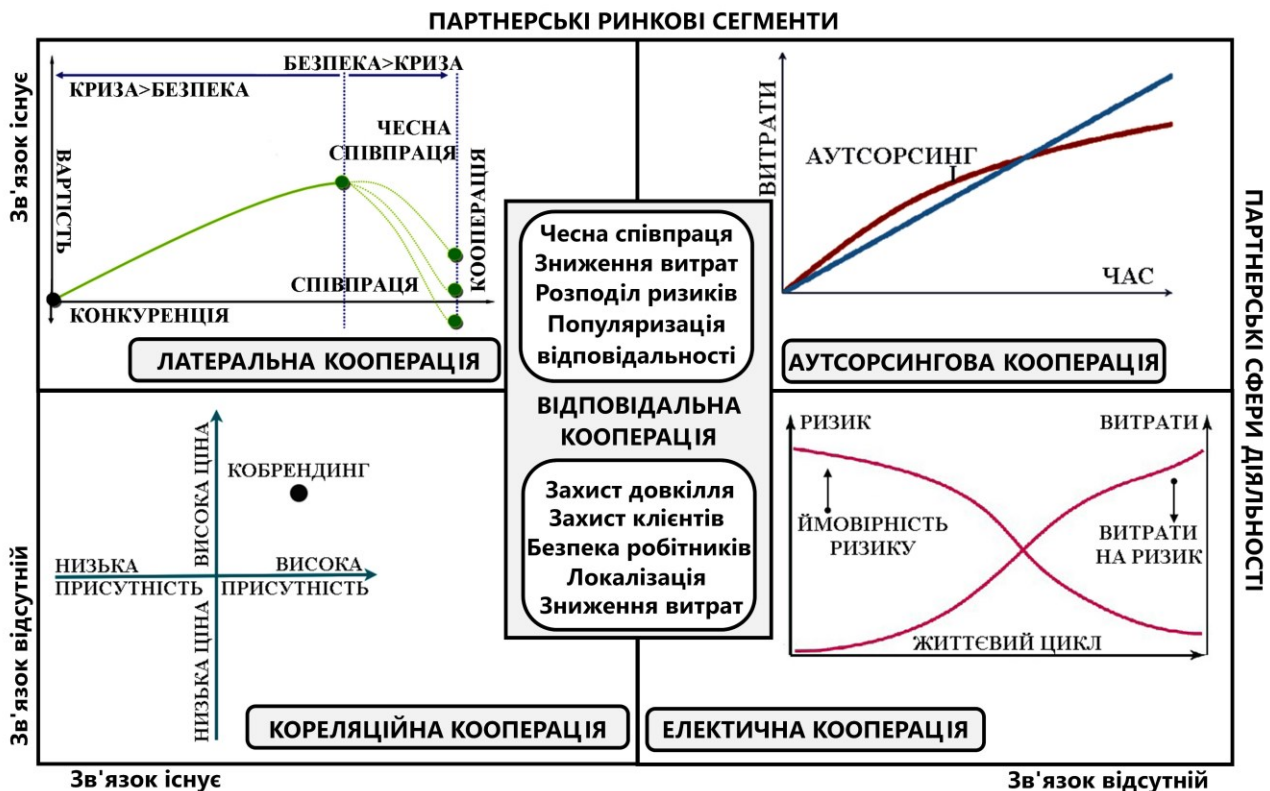 ПАРТНЕРСЬКІ РИНКОВІ СЕГМЕНТИ
Зв'язок існує
БЕЗПЕКА>КРИЗА
КРИЗА>БЕЗПЕКА
ЧЕСНА
СПІВПРАЦЯ
ВАРТІСТЬ
КООПЕРАЦІЯ
СПІВПРАЦЯ
КОНКУРЕНЦІЯ
ЛАТЕРАЛЬНА КООПЕРАЦІЯ
ВИТРАТИ
АУТСОРСИНГ
ЧАС
АУТСОРСИНГОВА КООПЕРАЦІЯ
ПАРТНЕРСЬКІ СФЕРИ ДІЯЛЬНОСТІ
Чесна співпраця
Зниження витрат
Розподіл ризиків
Популяризація
відповідальності
ВІДПОВІДАЛЬНА
КООПЕРАЦІЯ
Захист довкілля
Захист клієнтів
Безпека робітників
Локалізація
Зниження витрат
Зв'язок відсутній
ВИСОКА ЦІНА
КОБРЕНДИНГ
НИЗЬКА
ПРИСУТНІСТЬ
ВИСОКА
ПРИСУТНІСТЬ
НИЗЬКА ЦІНА
КОРЕЛЯЦІЙНА КООПЕРАЦІЯ
РИЗИК
ВИТРАТИ
ЙМОВІРНІСТЬ
РИЗИКУ
ВИТРАТИ
НА РИЗИК
ЖИТТЄВИЙ ЦИКЛ
ЕЛЕКТИЧНА КООПЕРАЦІЯ
Зв'язок існує
Зв'язок відсутній